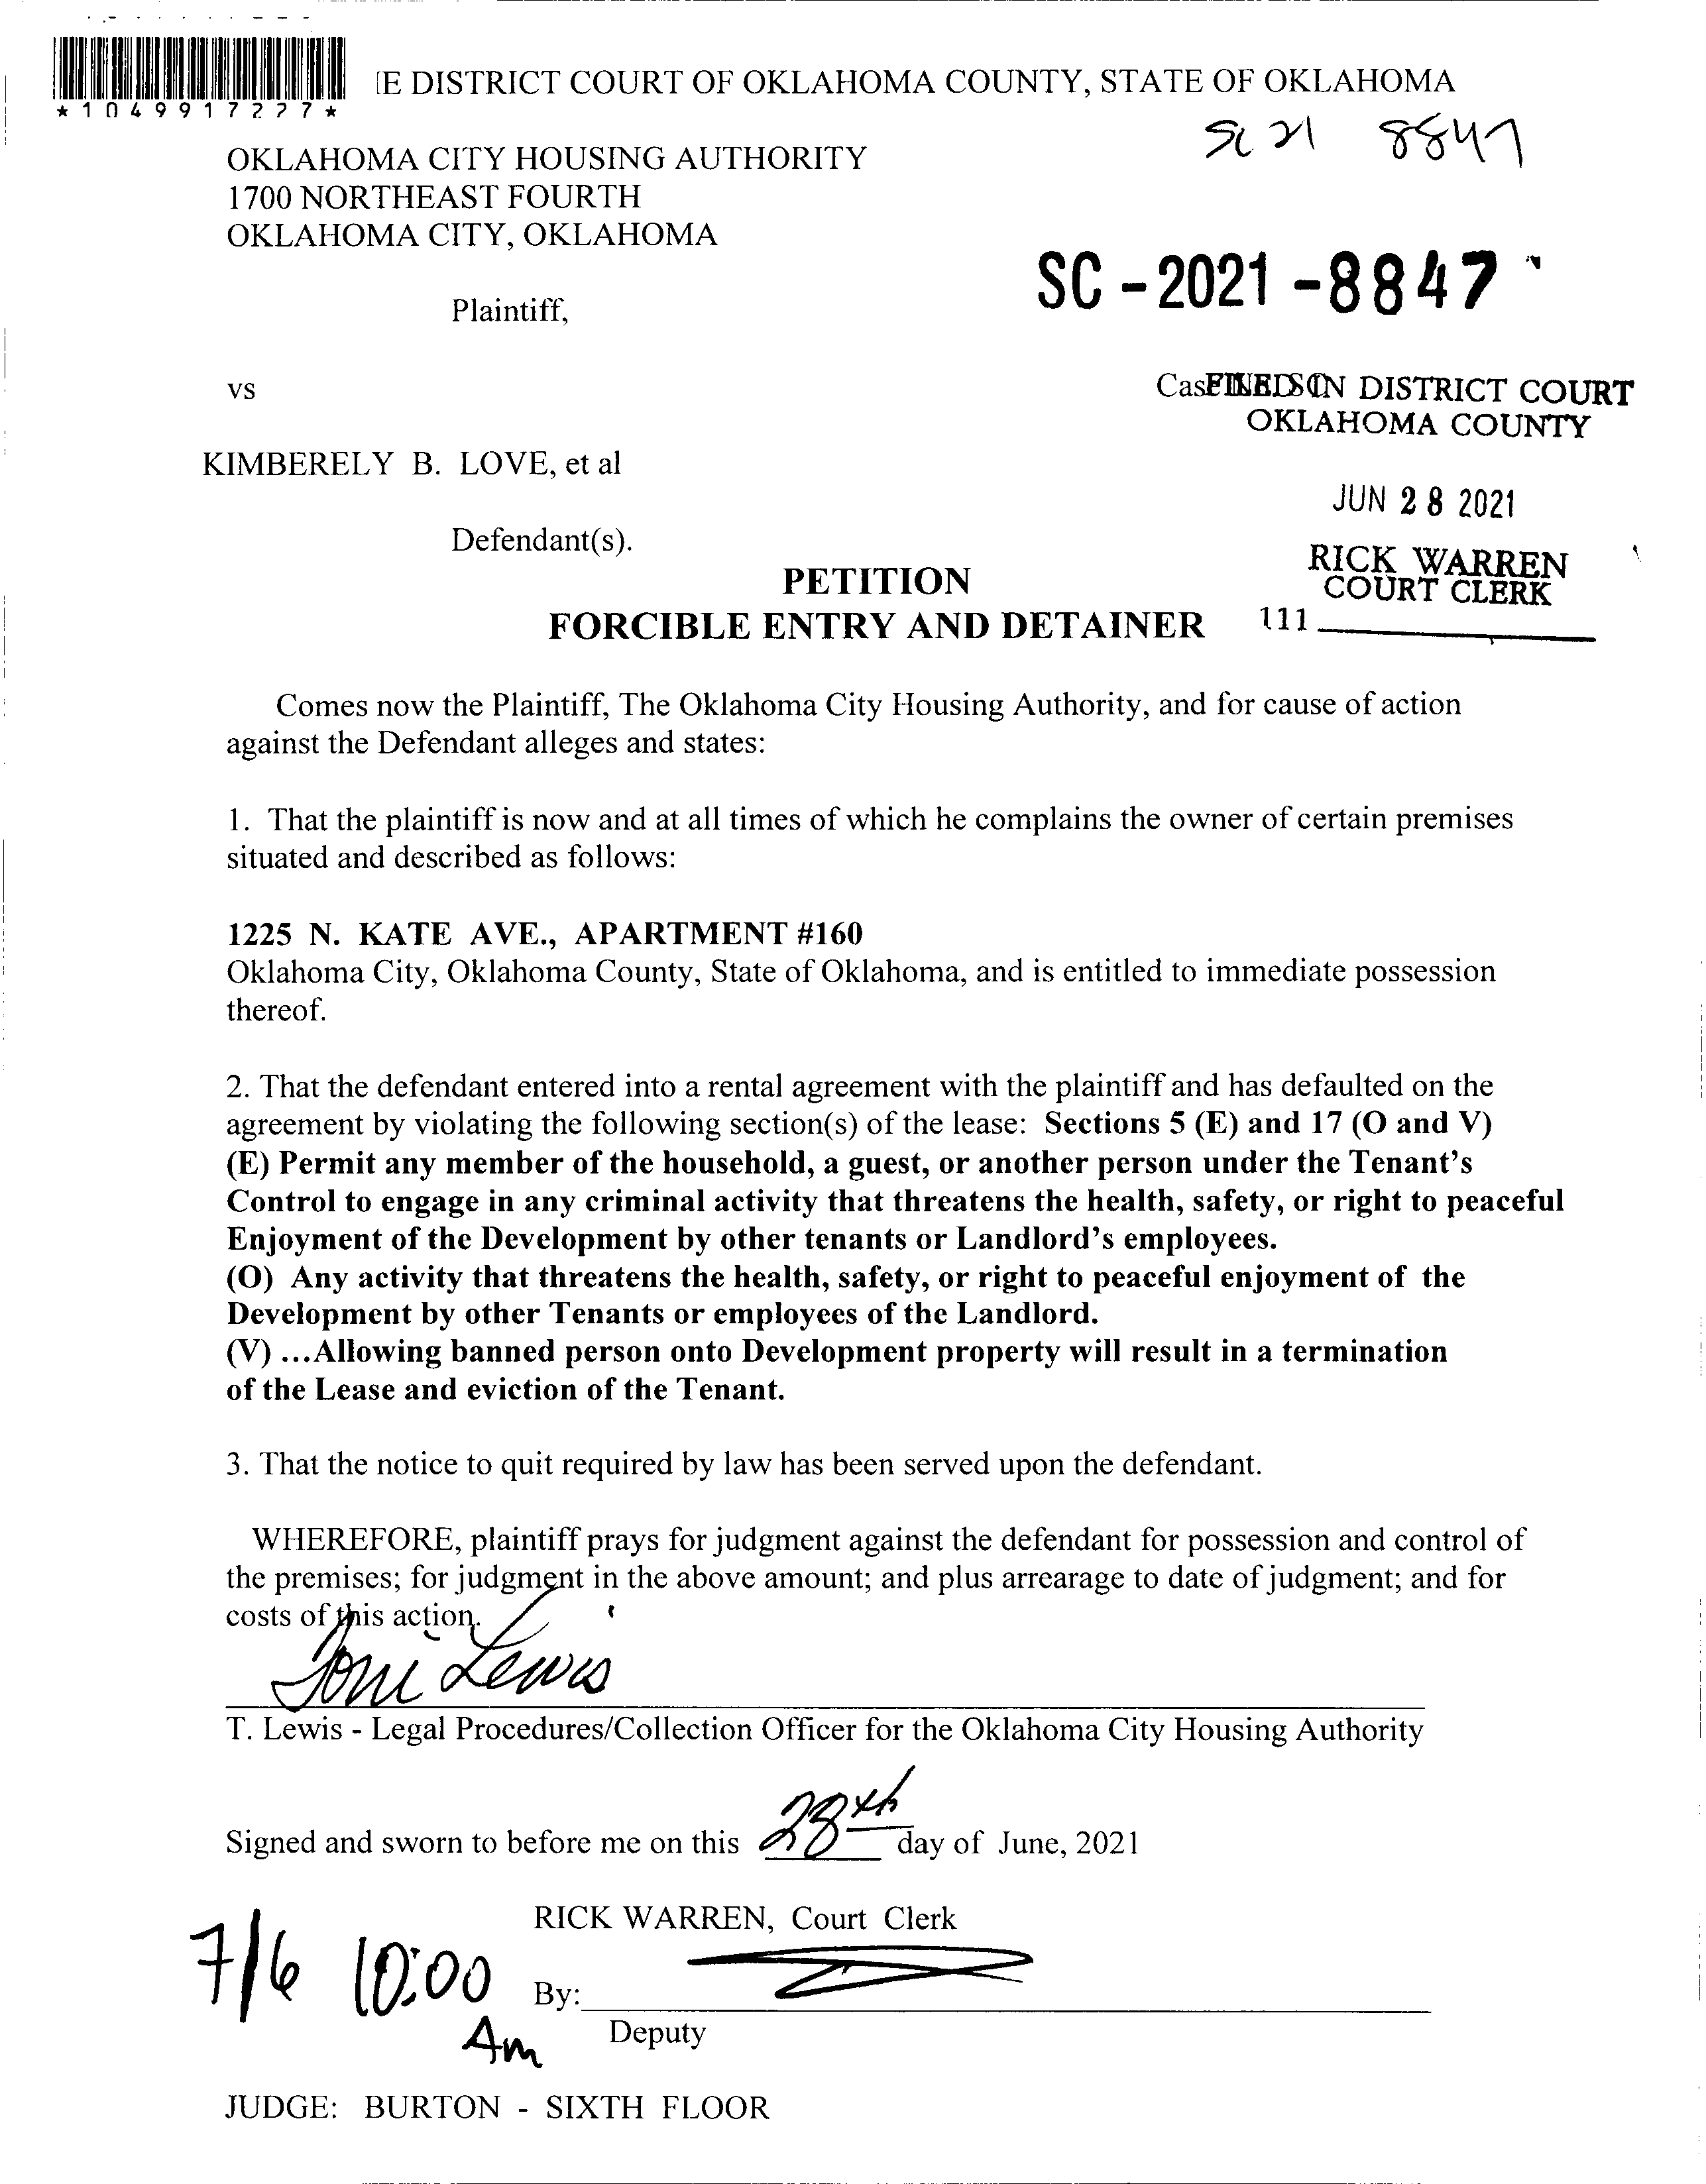 *1049917277*
E DISTRICT COURT OF OKLAHOMA COUNTY, STATE OF OKLAHOMA
SC 21 8847
OKLAHOMA CITY HOUSING AUTHORITY
1700 NORTHEAST FOURTH
OKLAHOMA CITY, OKLAHOMA
SC - 2021 - 8847
Plaintiff,
vs
FILED IN DISTRICT COURT
OKLAHOMA COUNTY
KIMBERELY B. LOVE, et al
JUN 28 2021
Defendant(s).
RICK WARREN
COURT CLERK
PETITION
FORCIBLE ENTRY AND DETAINER
111
Comes now the Plaintiff, The Oklahoma City Housing Authority, and for cause of action
against the Defendant alleges and states:
1. That the plaintiff is now and at all times of which he complains the owner of certain premises
situated and described as follows:
1225 N. KATE AVE., APARTMENT #160
Oklahoma City, Oklahoma County, State of Oklahoma, and is entitled to immediate possession
thereof.
2. That the defendant entered into a rental agreement with the plaintiff and has defaulted on the
agreement by violating the following section(s) of the lease: Sections 5 (E) and 17 (O and V)
(E) Permit any member of the household, a guest, or another person under the Tenant's
Control to engage in any criminal activity that threatens the health, safety, or right to peaceful
Enjoyment of the Development by other tenants or Landlord's employees.
(O) Any activity that threatens the health, safety, or right to peaceful enjoyment of the
Development by other Tenants or employees of the Landlord.
(V) ...Allowing banned person onto Development property will result in a termination
of the Lease and eviction of the Tenant.
3. That the notice to quit required by law has been served upon the defendant.
WHEREFORE, plaintiff prays for judgment against the defendant for possession and control of
the premises; for judgment in the above amount; and plus arrearage to date of judgment; and for
costs of this action.
Toni Lewis
T. Lewis - Legal Procedures/Collection Officer for the Oklahoma City Housing Authority
Signed and sworn to before me on this 28th day of June, 2021
RICK WARREN, Court Clerk
7/6 10:00
Am
By:
Deputy
JUDGE: BURTON - SIXTH FLOOR